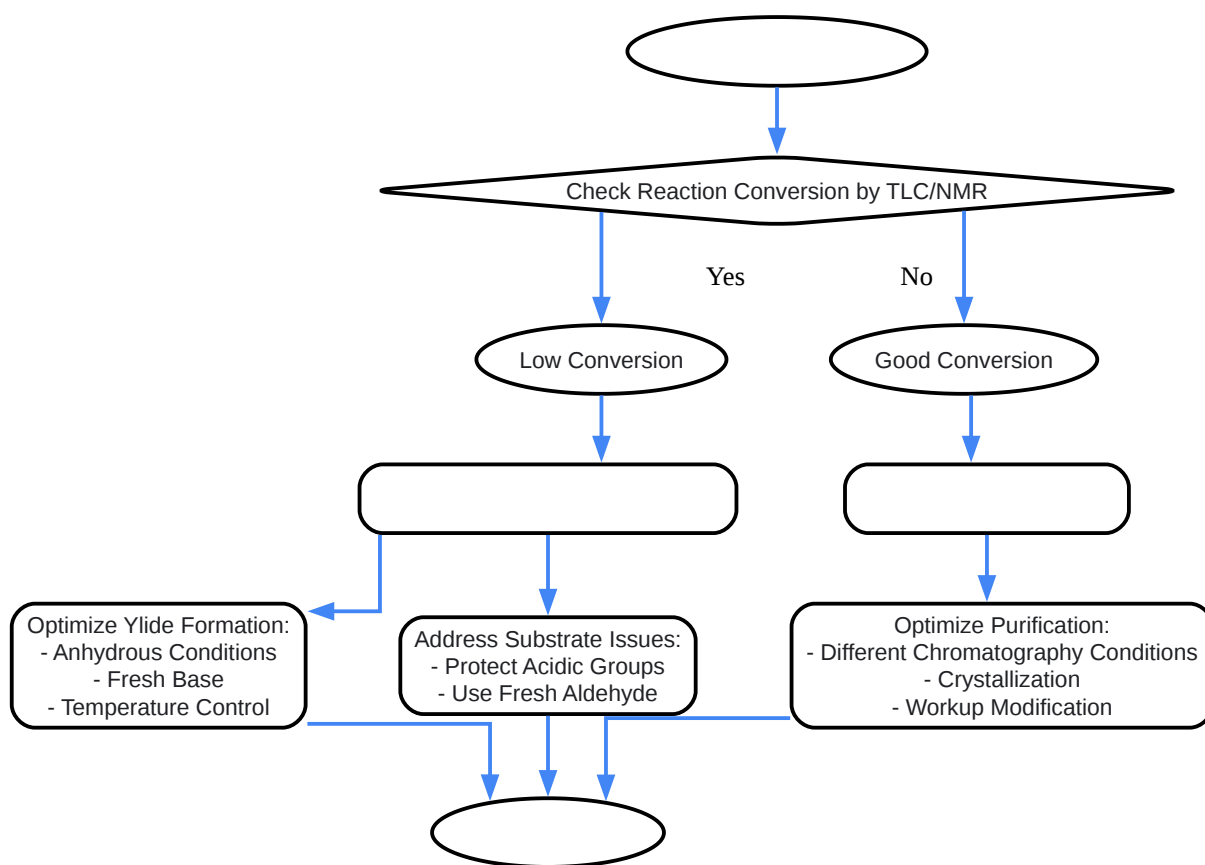 Check Reaction Conversion by TLC/NMR
Yes
No
Low Conversion
Good Conversion
Optimize Ylide Formation:
- Anhydrous Conditions
- Fresh Base
- Temperature Control
Address Substrate Issues:
- Protect Acidic Groups
- Use Fresh Aldehyde
Optimize Purification:
- Different Chromatography Conditions
- Crystallization
- Workup Modification